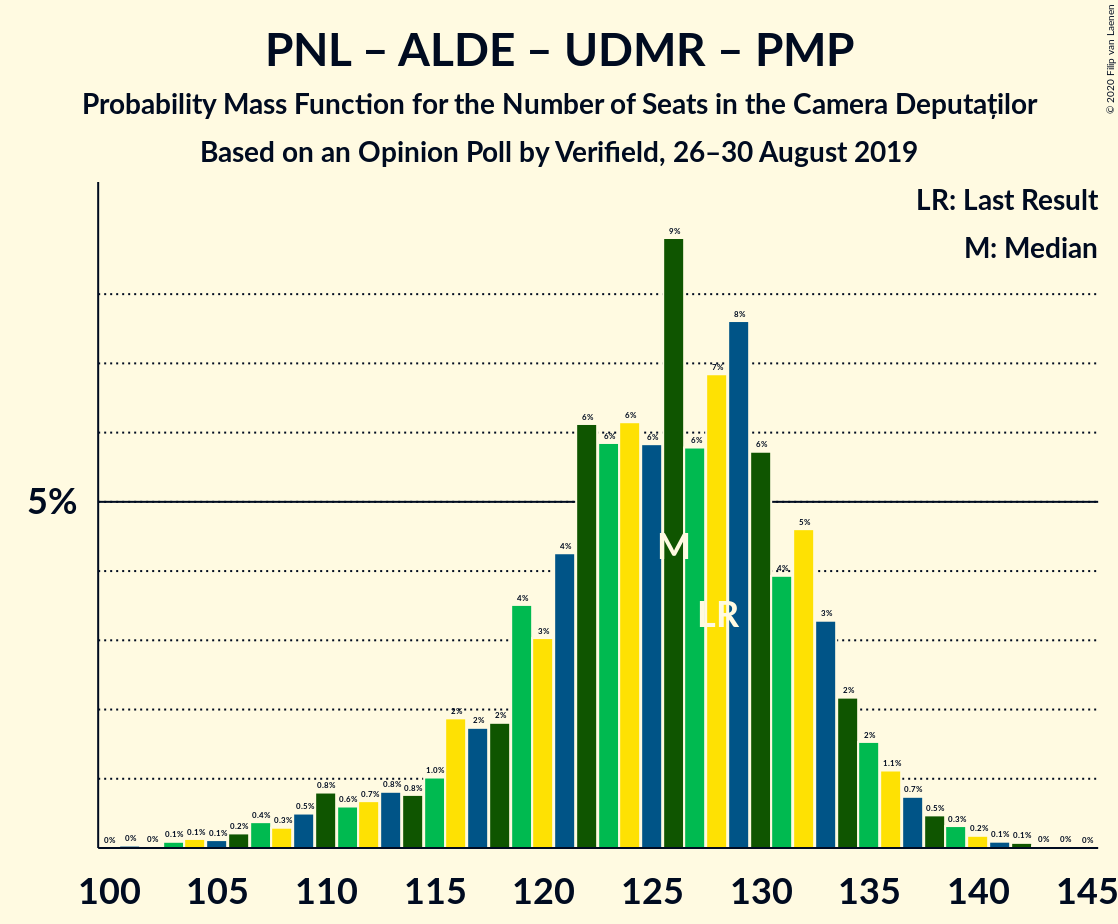 PNL – ALDE – UDMR – PMP
Probability Mass Function for the Number of Seats in the Camera Deputaților
Based on an Opinion Poll by Verifield, 26–30 August 2019
© 2020 Filip van Laenen
LR: Last Result
M: Median
5%
0% 0% 0% 0.1% 0.1% 0.1% 0.2% 0.4% 0.3% 0.5% 0.8% 0.6% 0.7% 0.8% 0.8% 1.0% 2% 2% 2% 4% 3% 4% 6% 6% 6% 6% 9% 6% 7% 8% 6% 4% 5% 3% 2% 2% 1.1% 0.7% 0.5% 0.3% 0.2% 0.1% 0.1% 0% 0% 0%
M
LR
100 105 110 115 120 125 130 135 140 145